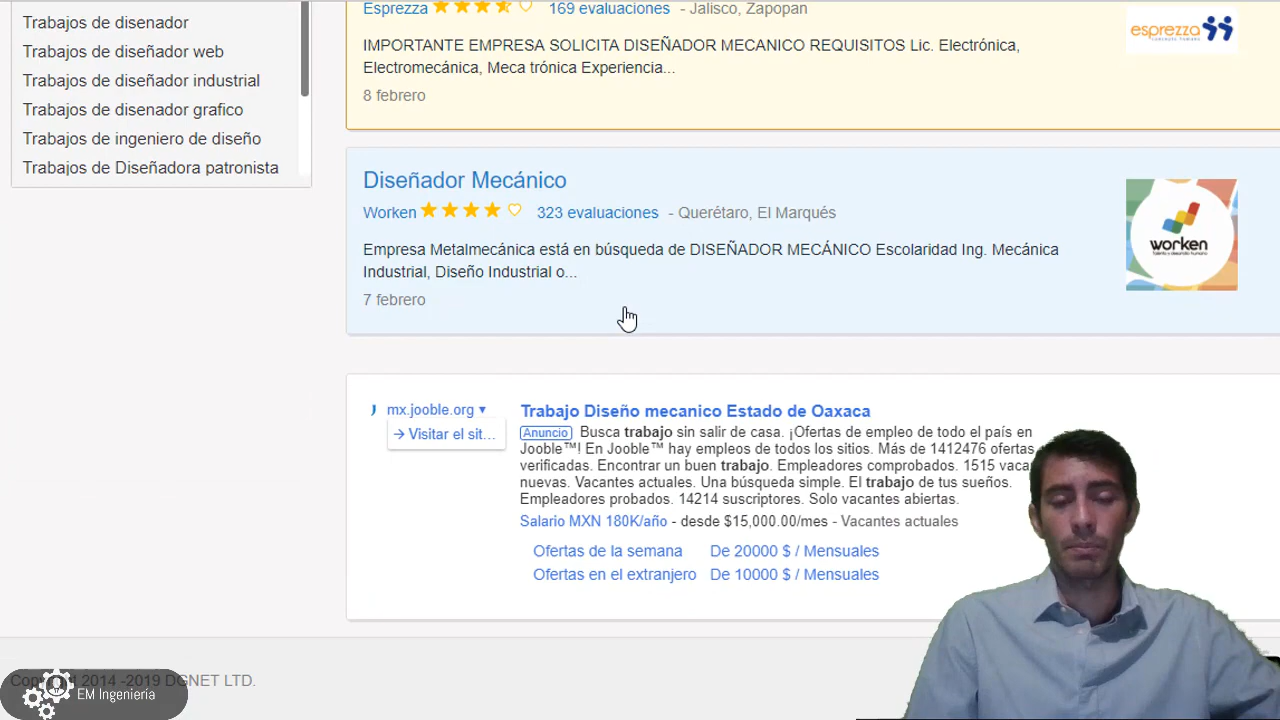 Trabajos de disenador
Trabajos de diseñador web
Trabajos de diseñador industrial
Trabajos de disenador grafico
Trabajos de ingeniero de diseño
Trabajos de Diseñadora patronista
Esprezza 169 evaluaciones - Jalisco, Zapopan
IMPORTANTE EMPRESA SOLICITA DISEÑADOR MECANICO REQUISITOS Lic. Electrónica,
Electromecánica, Meca trónica Experiencia...
8 febrero
esprezza
Diseñador Mecánico
Worken 323 evaluaciones - Querétaro, El Marqués
Empresa Metalmecánica está en búsqueda de DISEÑADOR MECÁNICO Escolaridad Ing. Mecánica
Industrial, Diseño Industrial o...
7 febrero
worken
Talento y desarrollo humano
mx.jooble.org
Visitar el sit...
Trabajo Diseño mecanico Estado de Oaxaca
Anuncio Busca trabajo sin salir de casa. ¡Ofertas de empleo de todo el país en
Jooble™! En Jooble™ hay empleos de todos los sitios. Más de 1412476 ofertas
verificadas. Encontrar un buen trabajo. Empleadores comprobados. 1515 vaca
nuevas. Vacantes actuales. Una búsqueda simple. El trabajo de tus sueños.
Empleadores probados. 14214 suscriptores. Solo vacantes abiertas.
Salario MXN 180K/año - desde $15,000.00/mes - Vacantes actuales
Ofertas de la semana De 20000 $ / Mensuales
Ofertas en el extranjero De 10000 $ / Mensuales
2014 -2019 DGNET LTD.
EM Ingeniería